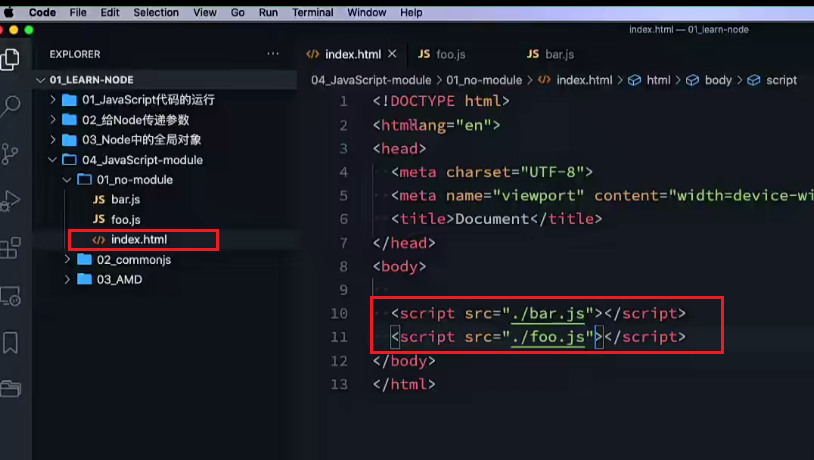 Code File Edit Selection View Go Run Terminal Window Help
index.html — 01_learn-node
EXPLORER ···
index.html × JS foo.js JS bar.js
01_LEARN-NODE
04_JavaScript-module > 01_no-module > index.html > html > body > script
01_JavaScript代码的运行
02_给Node传递参数
03_Node中的全局对象
04_JavaScript-module
01_no-module
JS bar.js
JS foo.js
index.html
02_commonjs
03_AMD
1 <!DOCTYPE html>
2 <html lang="en">
3 <head>
4 <meta charset="UTF-8">
5 <meta name="viewport" content="width=device-wi
6 <title>Document</title>
7 </head>
8 <body>
9
10 <script src="./bar.js"></script>
11 <script src="./foo.js"></script>
12 </body>
13 </html>